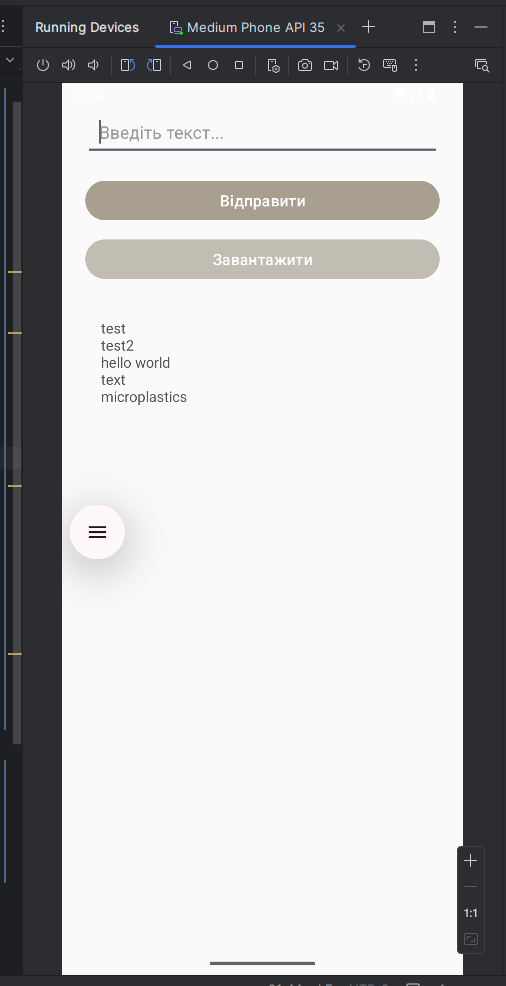 Running Devices
Medium Phone API 35
Введіть текст...
Відправити
Завантажити
test
test2
hello world
text
microplastics
1:1